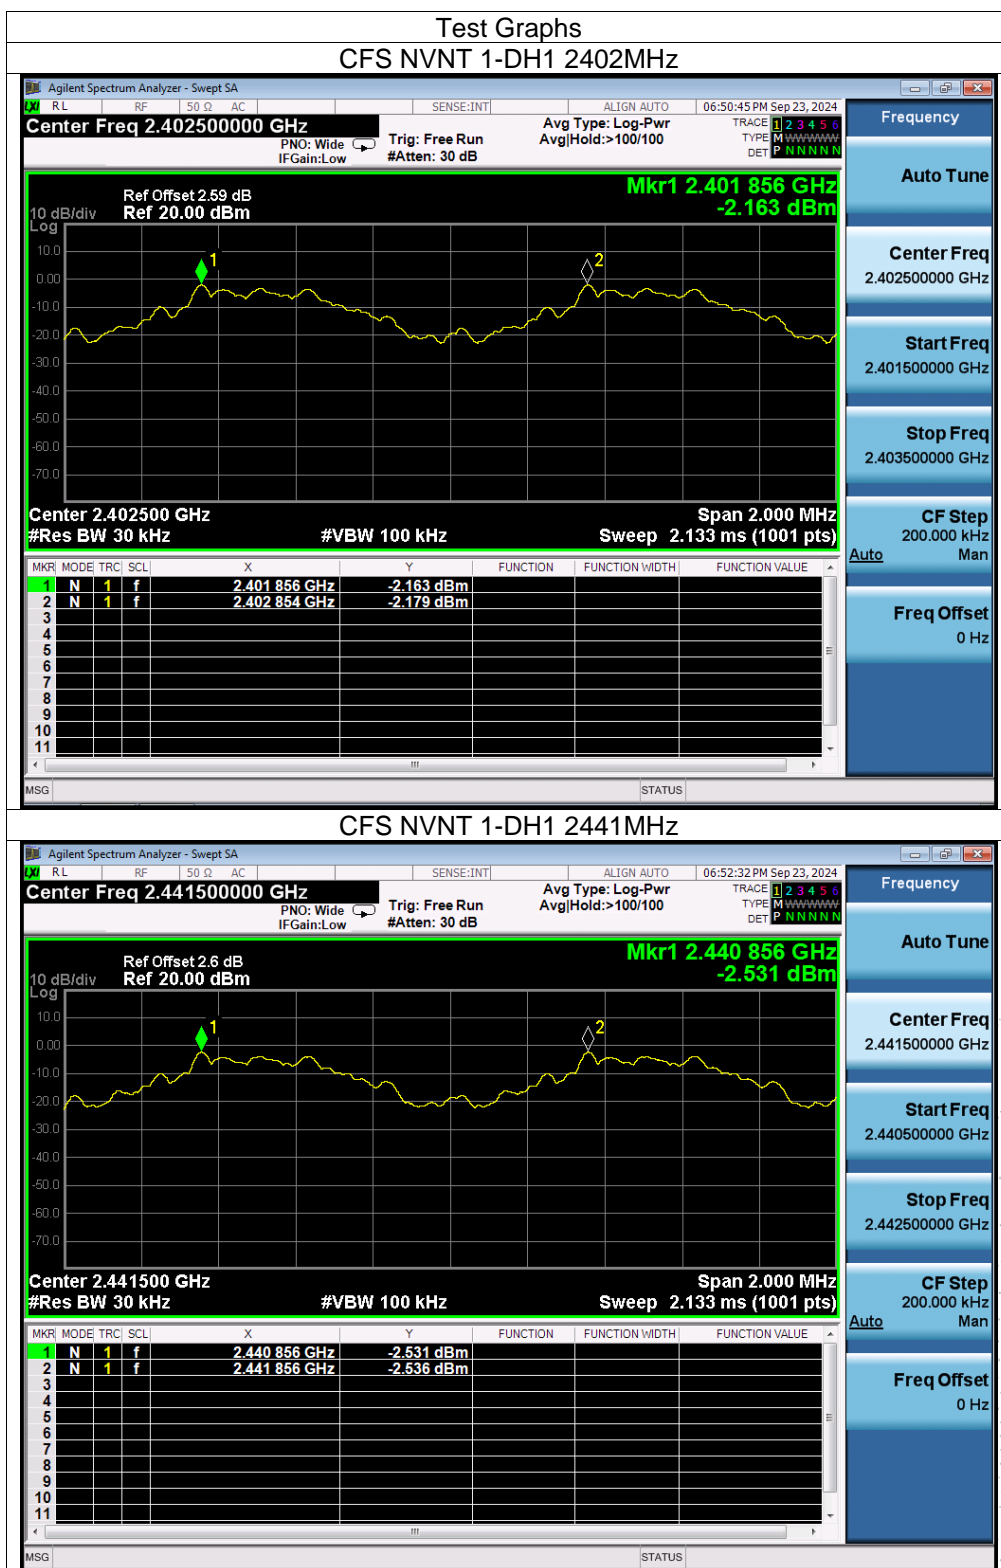 Test Graphs
CFS NVNT 1-DH1 2402MHz
Agilent Spectrum Analyzer - Swept SA
LXI RL RF 50 Ω AC SENSE:INT ALIGN AUTO 06:50:45 PM Sep 23, 2024
Center Freq 2.402500000 GHz
PNO: Wide
IFGain:Low
Trig: Free Run
#Atten: 30 dB
Avg Type: Log-Pwr
Avg|Hold:>100/100
TRACE 1 2 3 4 5 6
TYPE M WWWWW
DET P N N N N N
Frequency
Mkr1 2.401 856 GHz
-2.163 dBm
Ref Offset 2.59 dB
10 dB/div Ref 20.00 dBm
Log
10.0
0.00
-10.0
-20.0
-30.0
-40.0
-50.0
-60.0
-70.0
1
2
Center 2.402500 GHz Span 2.000 MHz
#Res BW 30 kHz #VBW 100 kHz Sweep 2.133 ms (1001 pts)
MKR MODE TRC SCL X Y FUNCTION FUNCTION WIDTH FUNCTION VALUE
1 N 1 f 2.401 856 GHz -2.163 dBm
2 N 1 f 2.402 854 GHz -2.179 dBm
3
4
5
6
7
8
9
10
11
MSG STATUS
Auto Tune
Center Freq
2.402500000 GHz
Start Freq
2.401500000 GHz
Stop Freq
2.403500000 GHz
CF Step
200.000 kHz
Auto Man
Freq Offset
0 Hz
CFS NVNT 1-DH1 2441MHz
Agilent Spectrum Analyzer - Swept SA
LXI RL RF 50 Ω AC SENSE:INT ALIGN AUTO 06:52:32 PM Sep 23, 2024
Center Freq 2.441500000 GHz
PNO: Wide
IFGain:Low
Trig: Free Run
#Atten: 30 dB
Avg Type: Log-Pwr
Avg|Hold:>100/100
TRACE 1 2 3 4 5 6
TYPE M WWWWW
DET P N N N N N
Frequency
Mkr1 2.440 856 GHz
-2.531 dBm
Ref Offset 2.6 dB
10 dB/div Ref 20.00 dBm
Log
10.0
0.00
-10.0
-20.0
-30.0
-40.0
-50.0
-60.0
-70.0
1
2
Center 2.441500 GHz Span 2.000 MHz
#Res BW 30 kHz #VBW 100 kHz Sweep 2.133 ms (1001 pts)
MKR MODE TRC SCL X Y FUNCTION FUNCTION WIDTH FUNCTION VALUE
1 N 1 f 2.440 856 GHz -2.531 dBm
2 N 1 f 2.441 856 GHz -2.536 dBm
3
4
5
6
7
8
9
10
11
MSG STATUS
Auto Tune
Center Freq
2.441500000 GHz
Start Freq
2.440500000 GHz
Stop Freq
2.442500000 GHz
CF Step
200.000 kHz
Auto Man
Freq Offset
0 Hz